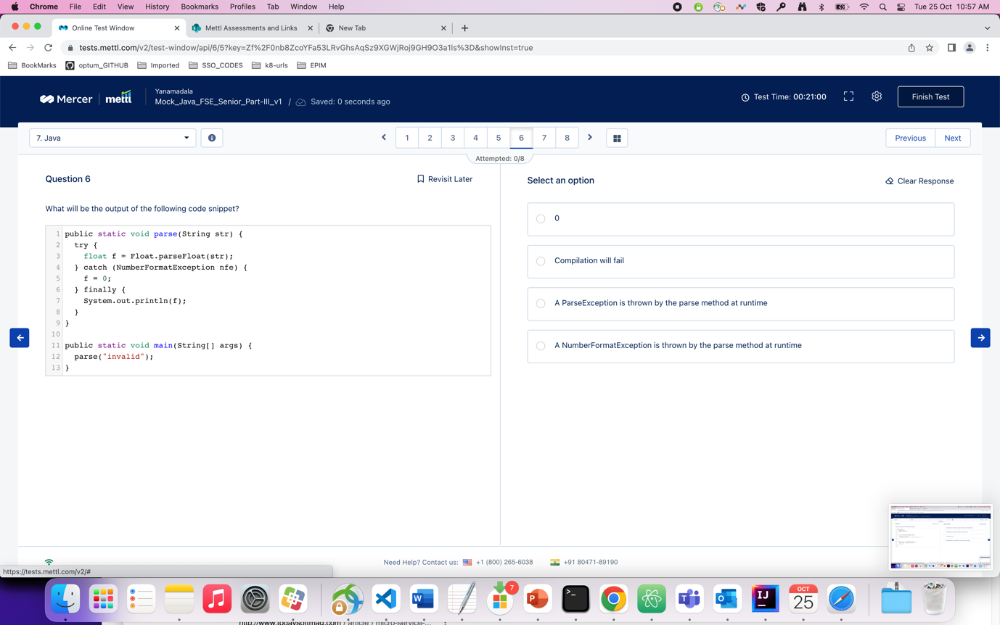 Chrome File Edit View History Bookmarks Profiles Tab Window Help Tue 25 Oct 10:57 AM
Online Test Window Mettl Assessments and Links New Tab
tests.mettl.com/v2/test-window/api/6/5?key=Zf%2F0nb8ZcoYFa53LRvGhsAqSz9XGWjRoj9GH9O3a1ls%3D&showInst=true
BookMarks optum_GITHUB Imported SSO_CODES k8-urls EPIM
Mercer mettl
Yanamadala
Mock_Java_FSE_Senior_Part-III_v1 / Saved: 0 seconds ago
Test Time: 00:21:00
Finish Test
7. Java
1 2 3 4 5 6 7 8
Previous Next
Attempted: 0/8
Question 6
Revisit Later
What will be the output of the following code snippet?
1 public static void parse(String str) {
2 try {
3 float f = Float.parseFloat(str);
4 } catch (NumberFormatException nfe) {
5 f = 0;
6 } finally {
7 System.out.println(f);
8 }
9 }
10
11 public static void main(String[] args) {
12 parse("invalid");
13 }
Select an option
Clear Response
0
Compilation will fail
A ParseException is thrown by the parse method at runtime
A NumberFormatException is thrown by the parse method at runtime
Need Help? Contact us: +1 (800) 265-6038 +91 80471-89190
https://tests.mettl.com/v2/#
7
OCT
25
IJ